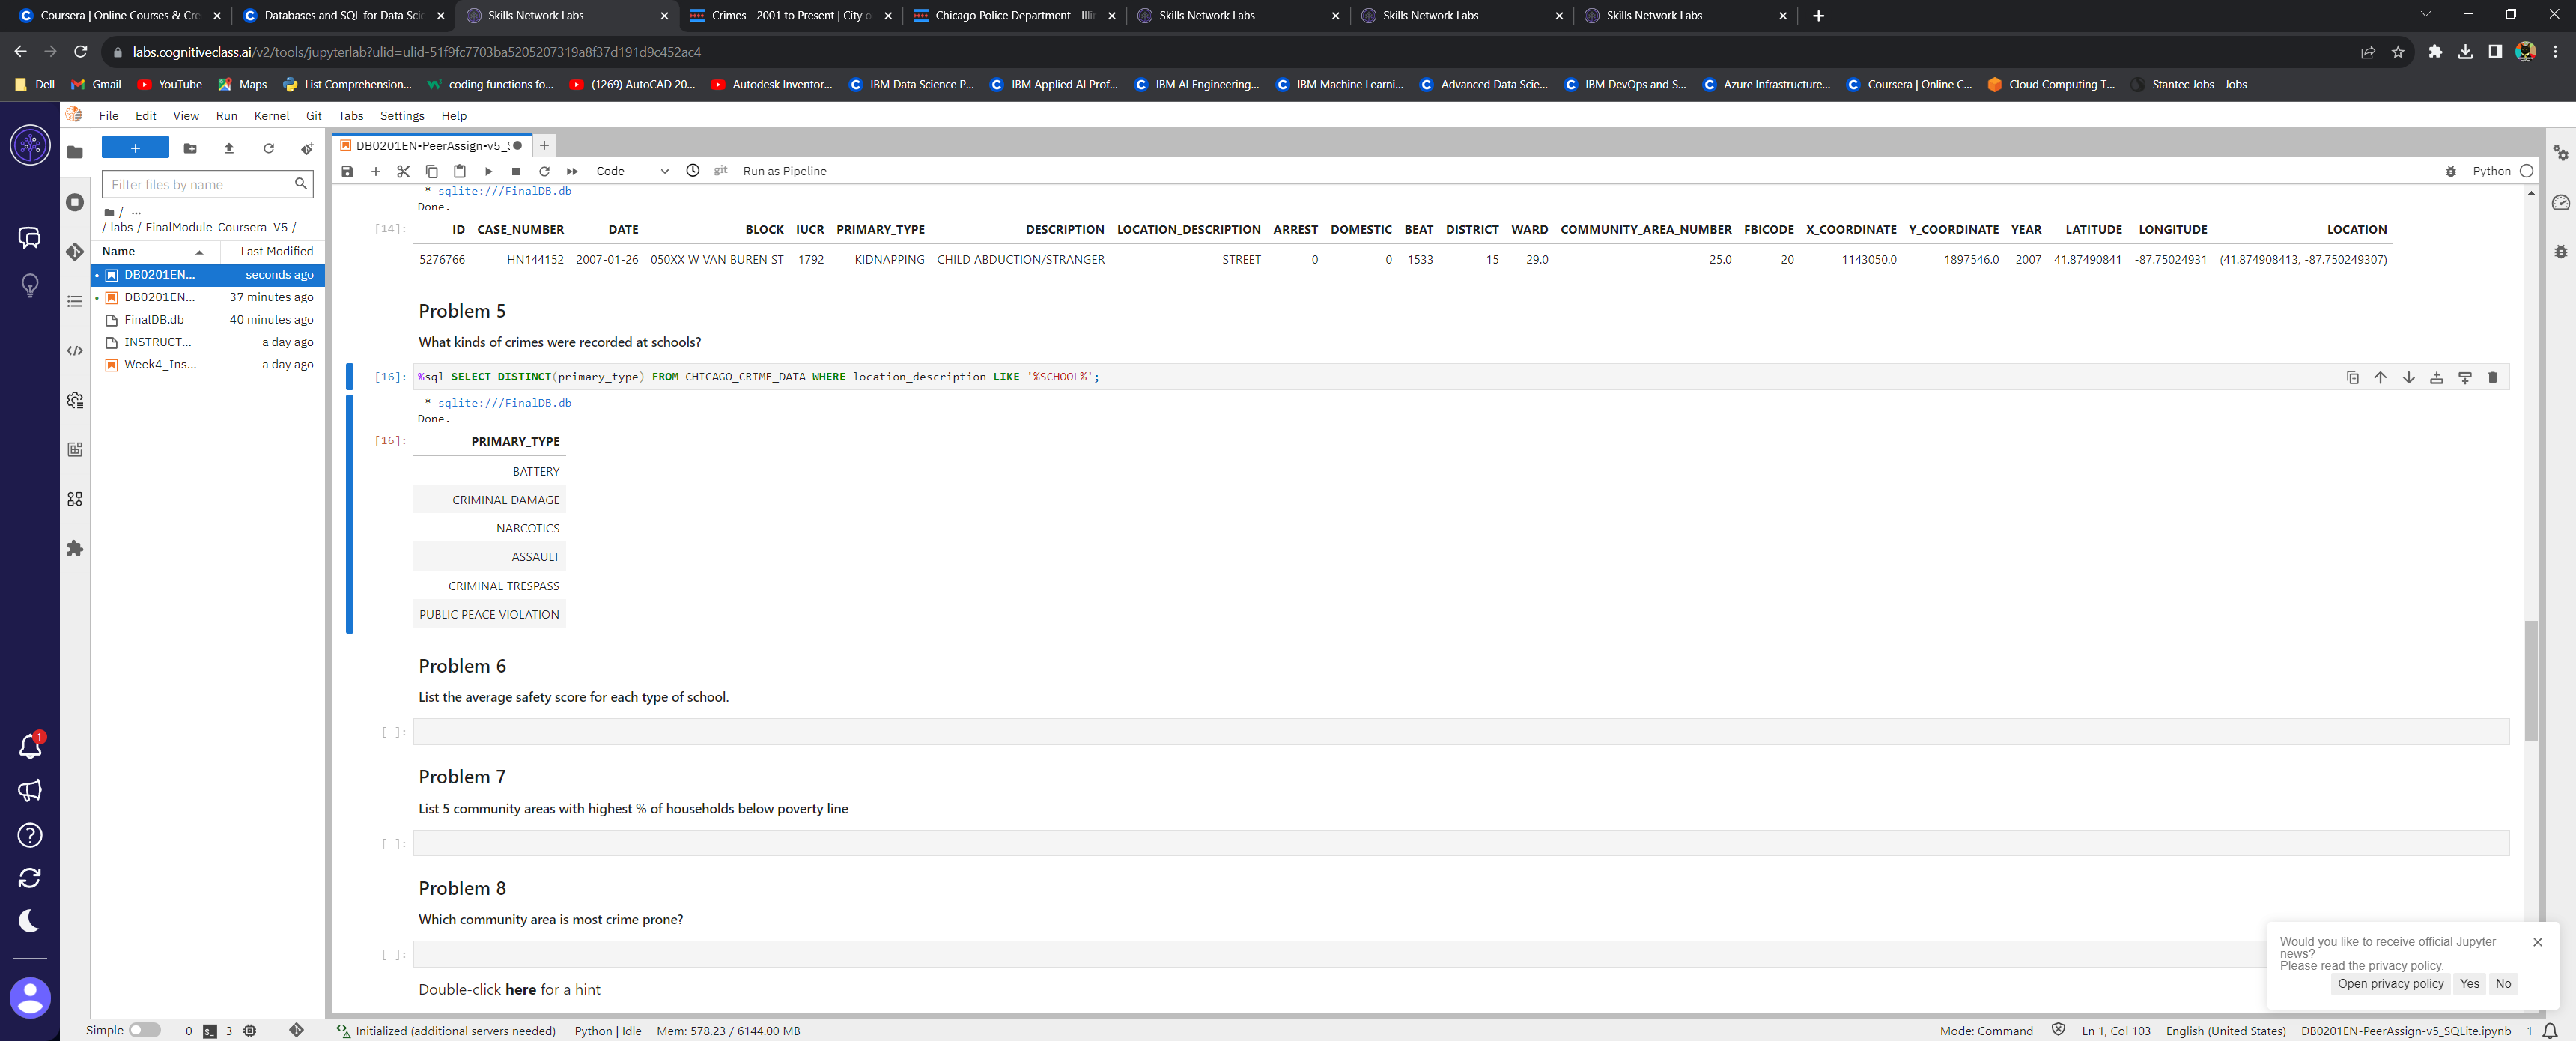 Coursera | Online Courses & Cre
Databases and SQL for Data Scie
Skills Network Labs
Crimes - 2001 to Present | City o
Chicago Police Department - Illin
Skills Network Labs
Skills Network Labs
Skills Network Labs
labs.cognitiveclass.ai/v2/tools/jupyterlab?ulid=ulid-51f9fc7703ba5205207319a8f37d191d9c452ac4
Dell Gmail YouTube Maps List Comprehension... coding functions fo... (1269) AutoCAD 20... Autodesk Inventor... IBM Data Science P... IBM Applied AI Prof... IBM AI Engineering... IBM Machine Learni... Advanced Data Scie... IBM DevOps and S... Azure Infrastructure... Coursera | Online C... Cloud Computing T... Stantec Jobs - Jobs
File Edit View Run Kernel Git Tabs Settings Help
Filter files by name
/ ...
/ labs / FinalModule Coursera V5 /
Name Last Modified
DB0201EN... seconds ago
DB0201EN... 37 minutes ago
FinalDB.db 40 minutes ago
INSTRUCT... a day ago
Week4_Ins... a day ago
DB0201EN-PeerAssign-v5_S
Code git Run as Pipeline Python
* sqlite:///FinalDB.db
Done.
[14]: ID CASE_NUMBER DATE BLOCK IUCR PRIMARY_TYPE DESCRIPTION LOCATION_DESCRIPTION ARREST DOMESTIC BEAT DISTRICT WARD COMMUNITY_AREA_NUMBER FBICODE X_COORDINATE Y_COORDINATE YEAR LATITUDE LONGITUDE LOCATION
5276766 HN144152 2007-01-26 050XX W VAN BUREN ST 1792 KIDNAPPING CHILD ABDUCTION/STRANGER STREET 0 0 1533 15 29.0 25.0 20 1143050.0 1897546.0 2007 41.87490841 -87.75024931 (41.874908413, -87.750249307)
Problem 5
What kinds of crimes were recorded at schools?
[16]: %sql SELECT DISTINCT(primary_type) FROM CHICAGO_CRIME_DATA WHERE location_description LIKE '%SCHOOL%';
* sqlite:///FinalDB.db
Done.
[16]: PRIMARY_TYPE
BATTERY
CRIMINAL DAMAGE
NARCOTICS
ASSAULT
CRIMINAL TRESPASS
PUBLIC PEACE VIOLATION
Problem 6
List the average safety score for each type of school.
[ ]:
Problem 7
List 5 community areas with highest % of households below poverty line
[ ]:
Problem 8
Which community area is most crime prone?
[ ]:
Double-click here for a hint
1
Would you like to receive official Jupyter
news?
Please read the privacy policy.
Open privacy policy Yes No
Simple 0 3 Initialized (additional servers needed) Python | Idle Mem: 578.23 / 6144.00 MB Mode: Command Ln 1, Col 103 English (United States) DB0201EN-PeerAssign-v5_SQLite.ipynb 1